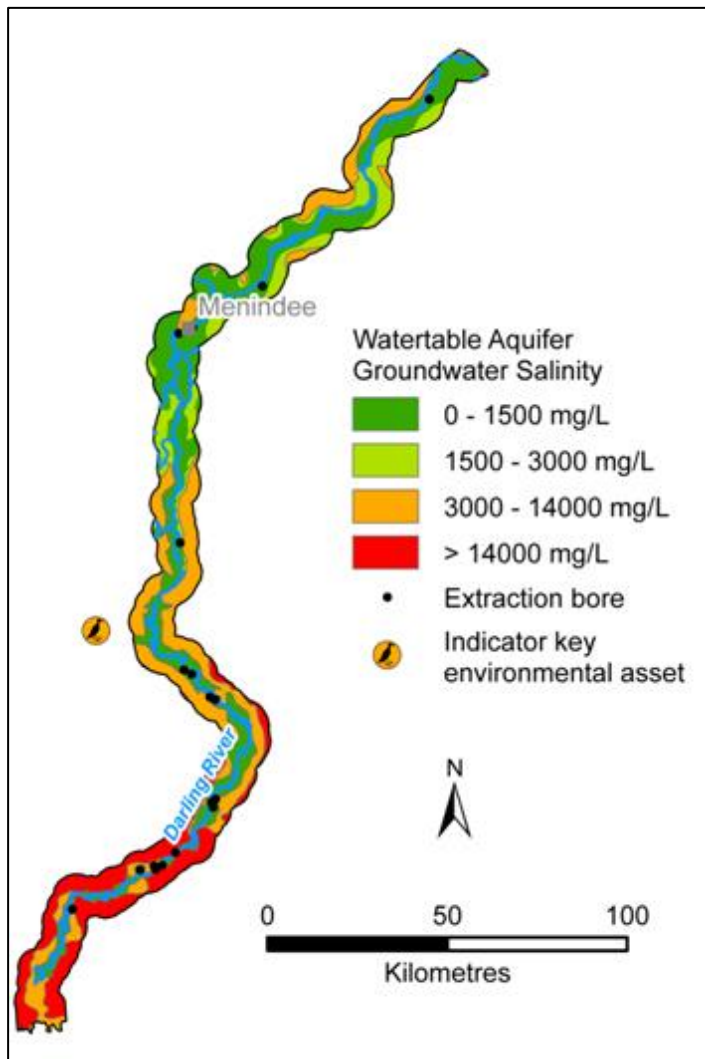 Menindee
Watertable Aquifer
Groundwater Salinity
0 - 1500 mg/L
1500 - 3000 mg/L
3000 - 14000 mg/L
> 14000 mg/L
Extraction bore
Indicator key
environmental asset
Darling River
N
0 50 100
Kilometres